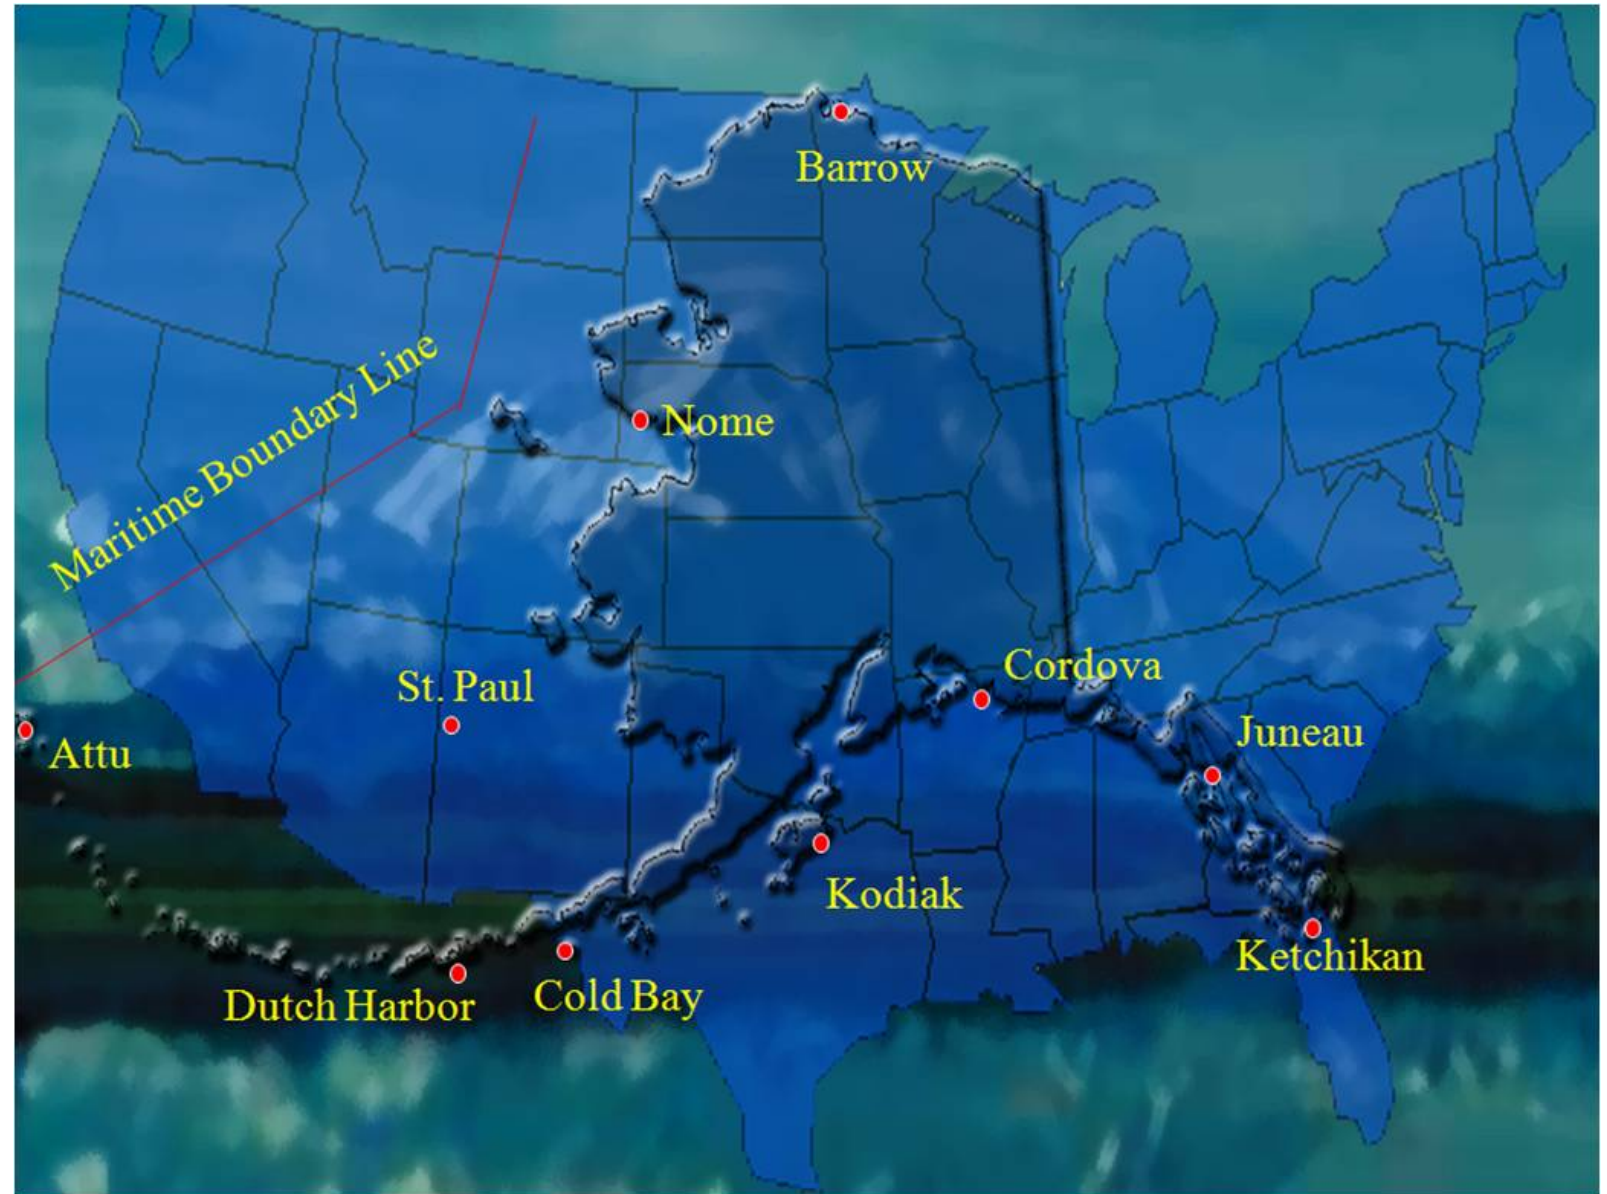 Barrow
Maritime Boundary Line
Nome
Cordova
St. Paul
Juneau
Attu
Kodiak
Ketchikan
Dutch Harbor
Cold Bay